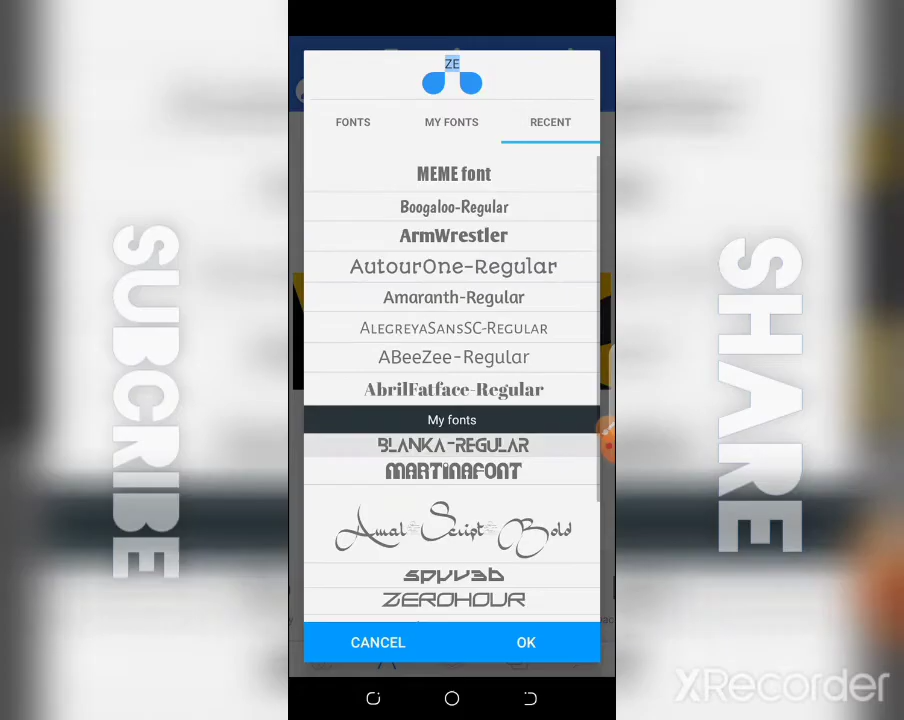 ZE
FONTS
MY FONTS
RECENT
MEME font
Boogaloo-Regular
ArmWrestler
AutourOne-Regular
Amaranth-Regular
AlegreyaSansSC-Regular
ABeeZee-Regular
AbrilFatface-Regular
My fonts
BLANKA-REGULAR
MARTINAFONT
Amal Script Bold
spyv3b
ZEROHOUR
CANCEL
OK
SUBCRIBE
SHARE
XRecorder